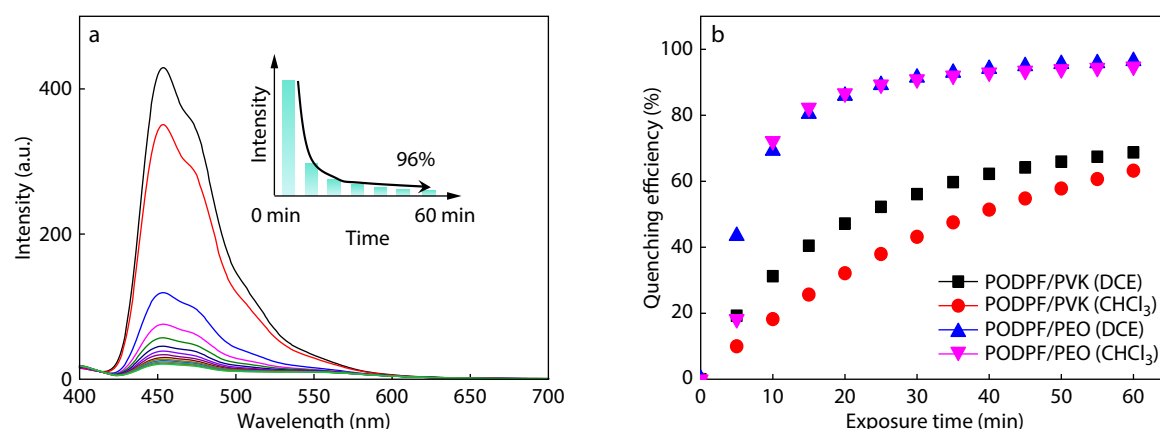 a
Intensity (a.u.)
400
200
0
400
450
500
550
600
650
700
Wavelength (nm)
Intensity
96%
0 min
60 min
Time
b
Quenching efficiency (%)
100
80
60
40
20
0
0
10
20
30
40
50
60
Exposure time (min)
PODPF/PVK (DCE)
PODPF/PVK (CHCl₃)
PODPF/PEO (DCE)
PODPF/PEO (CHCl₃)